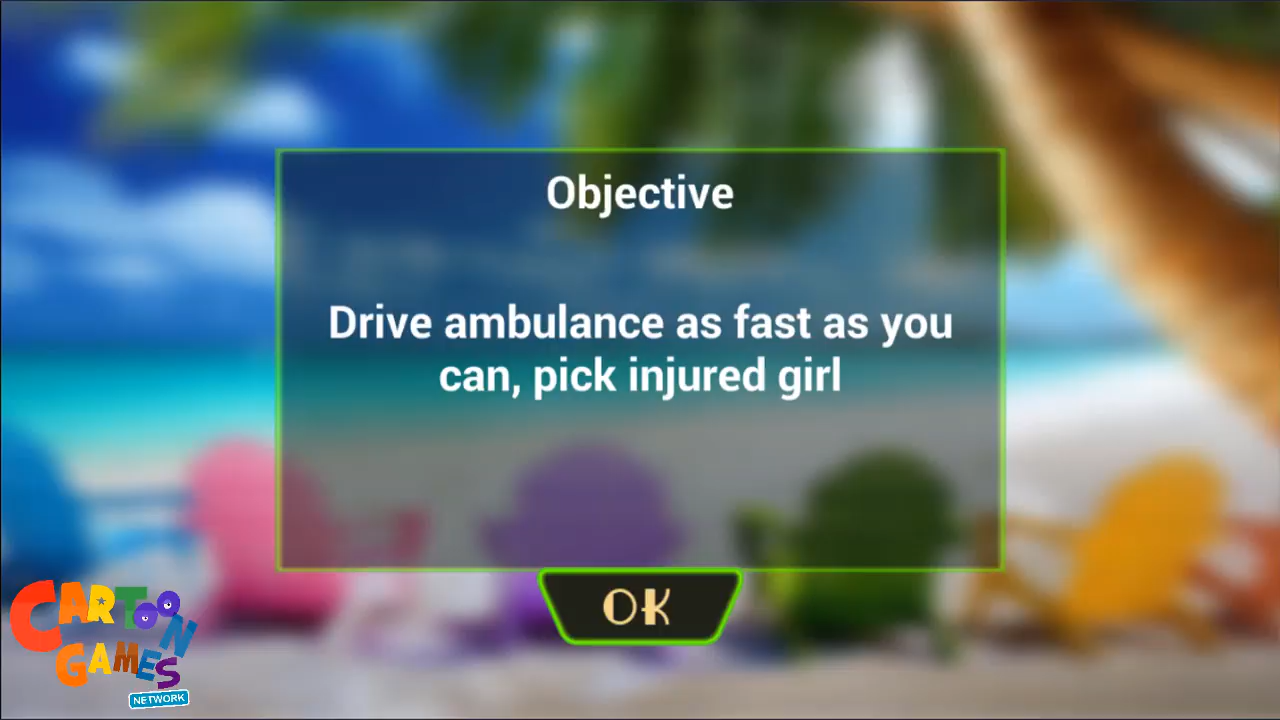 Objective
Drive ambulance as fast as you
can, pick injured girl
OK
CARTOON
GAMES
NETWORK